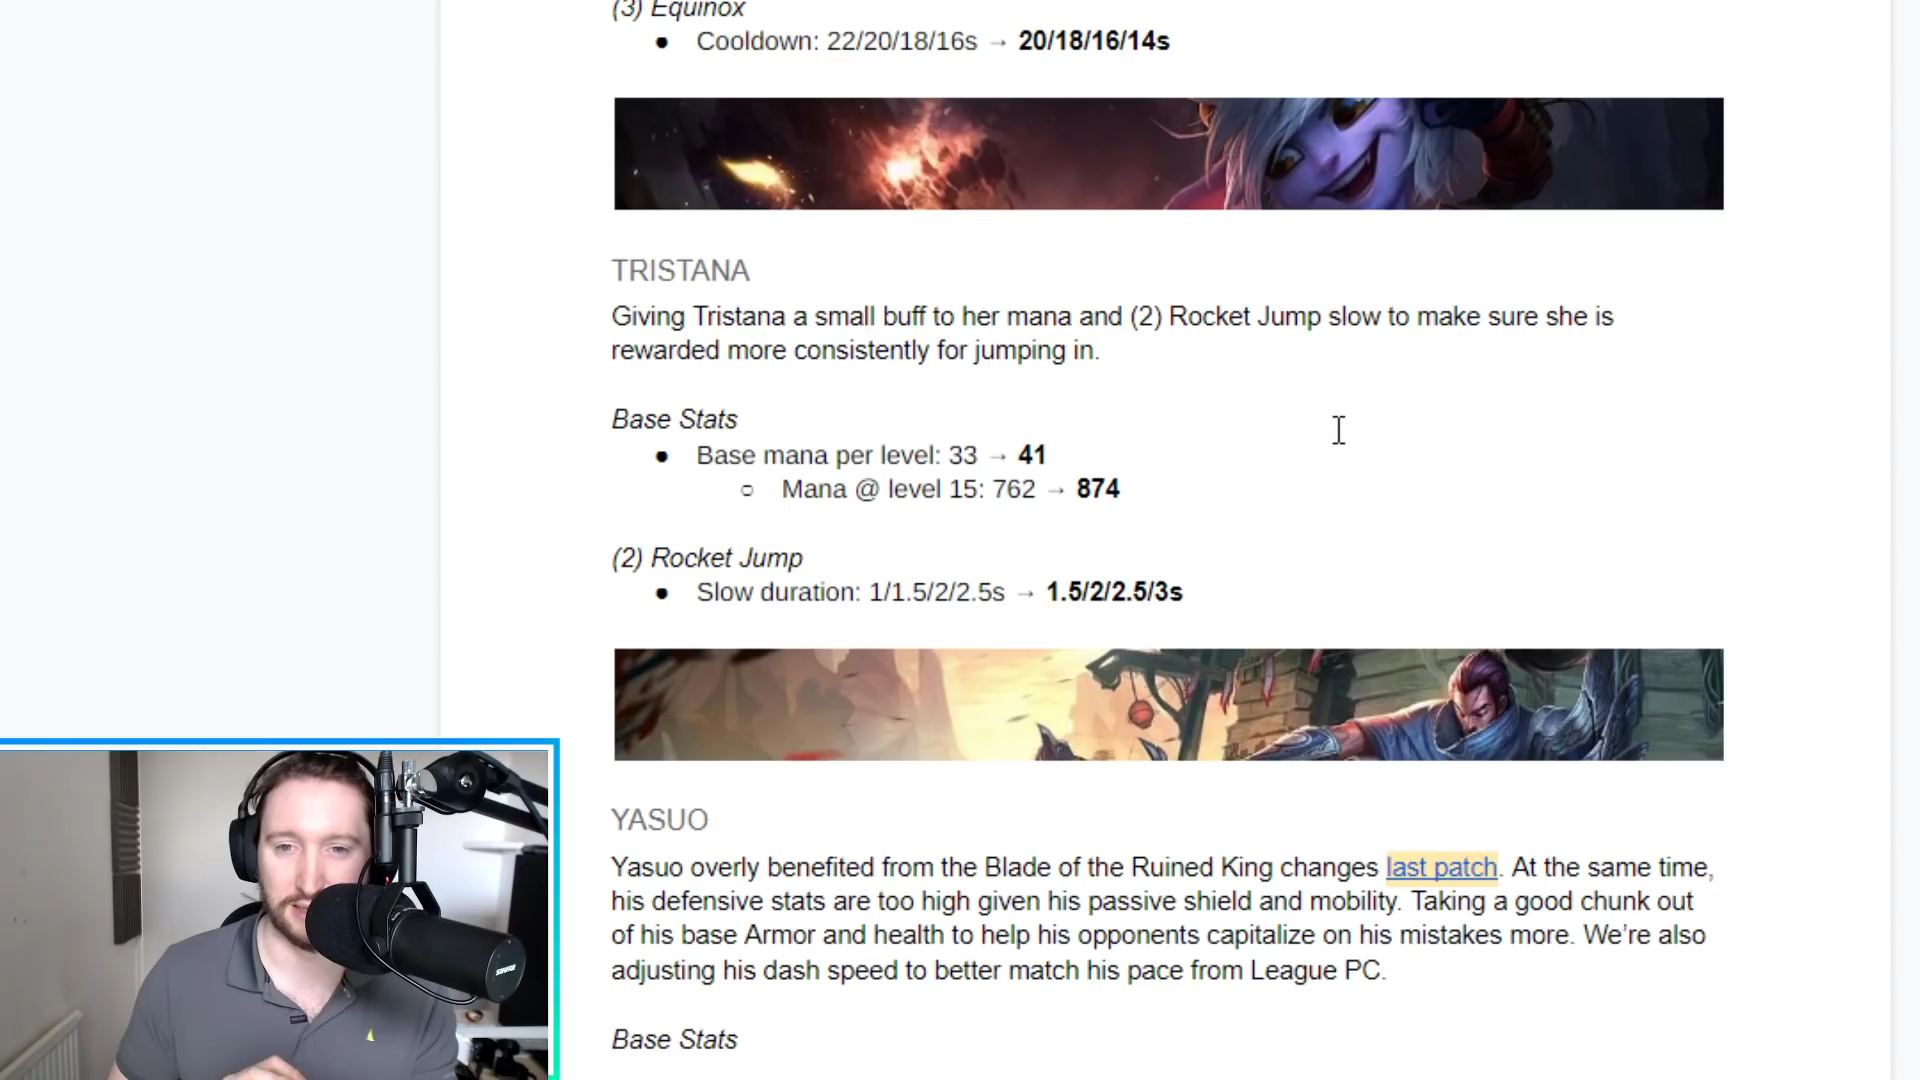 (3) Equinox
● Cooldown: 22/20/18/16s → 20/18/16/14s
TRISTANA
Giving Tristana a small buff to her mana and (2) Rocket Jump slow to make sure she is
rewarded more consistently for jumping in.
Base Stats
● Base mana per level: 33 → 41
○ Mana @ level 15: 762 → 874
(2) Rocket Jump
● Slow duration: 1/1.5/2/2.5s → 1.5/2/2.5/3s
YASUO
Yasuo overly benefited from the Blade of the Ruined King changes last patch. At the same time,
his defensive stats are too high given his passive shield and mobility. Taking a good chunk out
of his base Armor and health to help his opponents capitalize on his mistakes more. We’re also
adjusting his dash speed to better match his pace from League PC.
Base Stats
SHURE